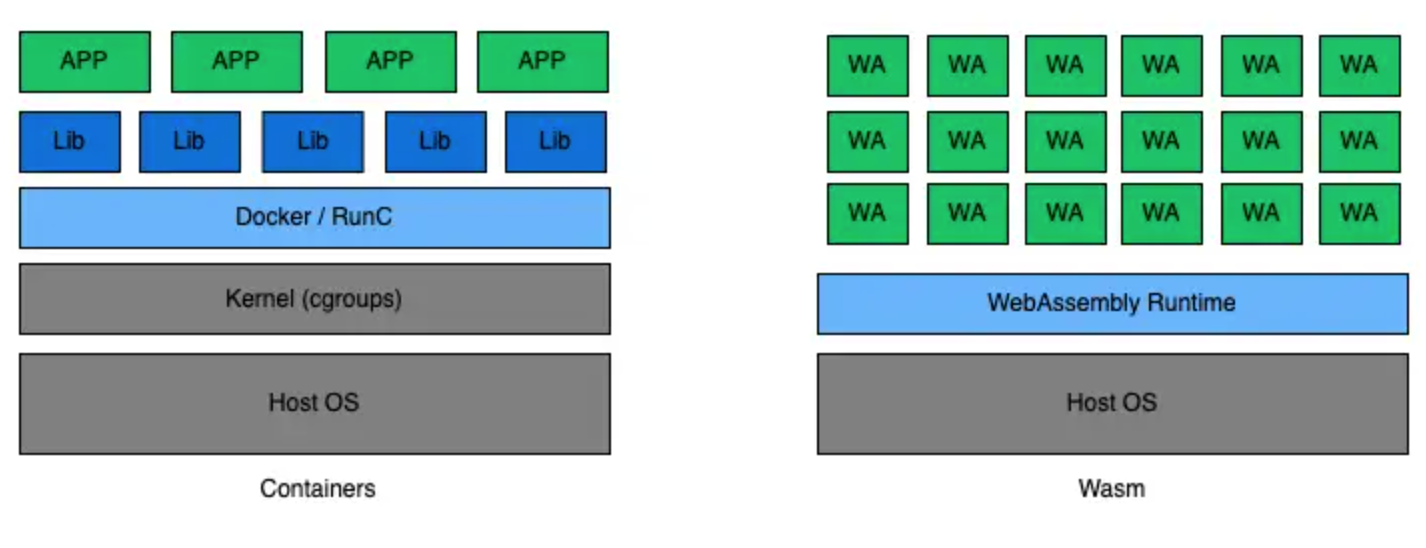 APP APP APP APP
Lib Lib Lib Lib Lib
Docker / RunC
Kernel (cgroups)
Host OS
Containers
WA WA WA WA WA WA
WA WA WA WA WA WA
WA WA WA WA WA WA
WebAssembly Runtime
Host OS
Wasm